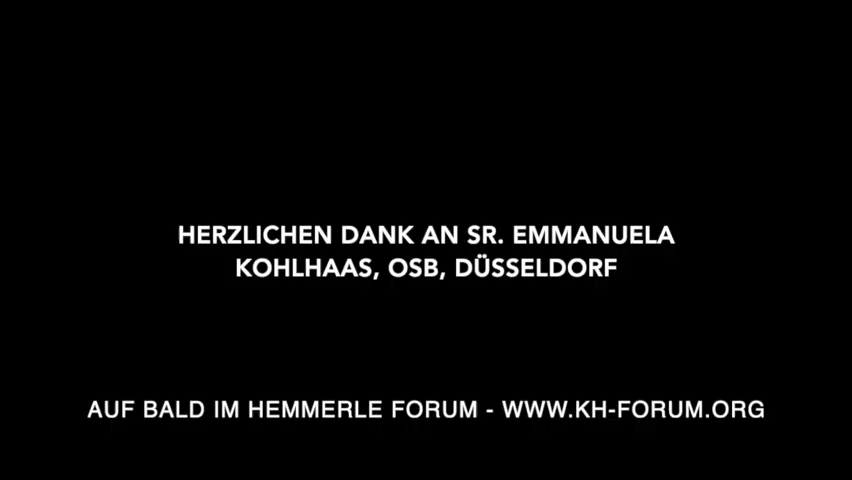 HERZLICHEN DANK AN SR. EMMANUELA
KOHLHAAS, OSB, DÜSSELDORF
AUF BALD IM HEMMERLE FORUM - WWW.KH-FORUM.ORG